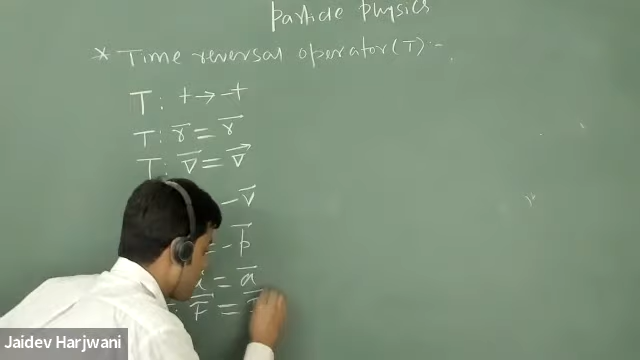 Particle Physics
* Time reversal operator (T) :-
T : t → -t
T : r⃗ = r⃗
T : ∇⃗ = ∇⃗
-v⃗
= -p⃗
= a⃗
: F⃗ =
Jaidev Harjwani